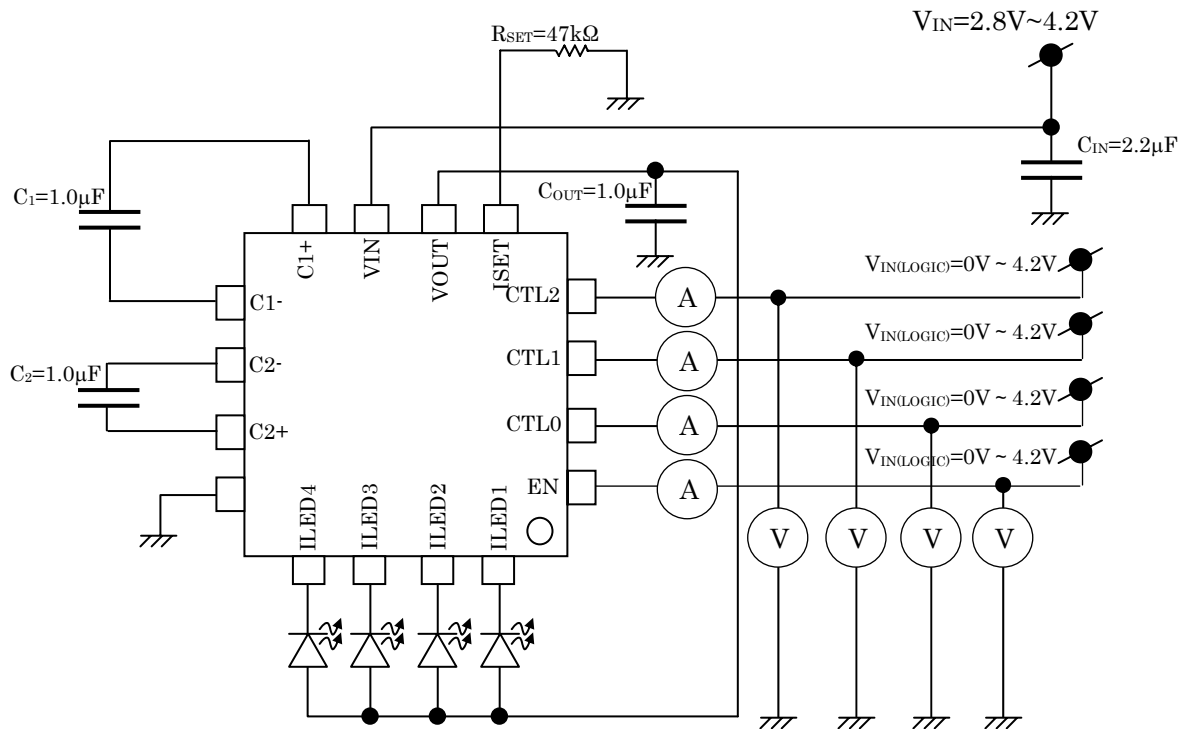 RSET=47kΩ
VIN=2.8V~4.2V
CIN=2.2μF
C1=1.0μF
COUT=1.0μF
C1+
VIN
VOUT
ISET
VIN(LOGIC)=0V ~ 4.2V
C1-
CTL2
A
VIN(LOGIC)=0V ~ 4.2V
C2-
CTL1
A
C2=1.0μF
VIN(LOGIC)=0V ~ 4.2V
C2+
CTL0
A
VIN(LOGIC)=0V ~ 4.2V
EN
A
ILED4
ILED3
ILED2
ILED1
V
V
V
V